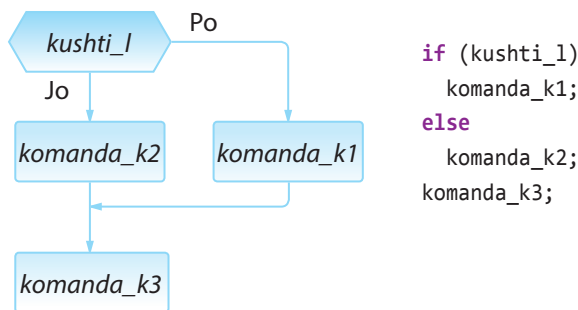 kushti_l
Po
Jo
komanda_k2
komanda_k1
komanda_k3
if (kushti_l)
komanda_k1;
else
komanda_k2;
komanda_k3;